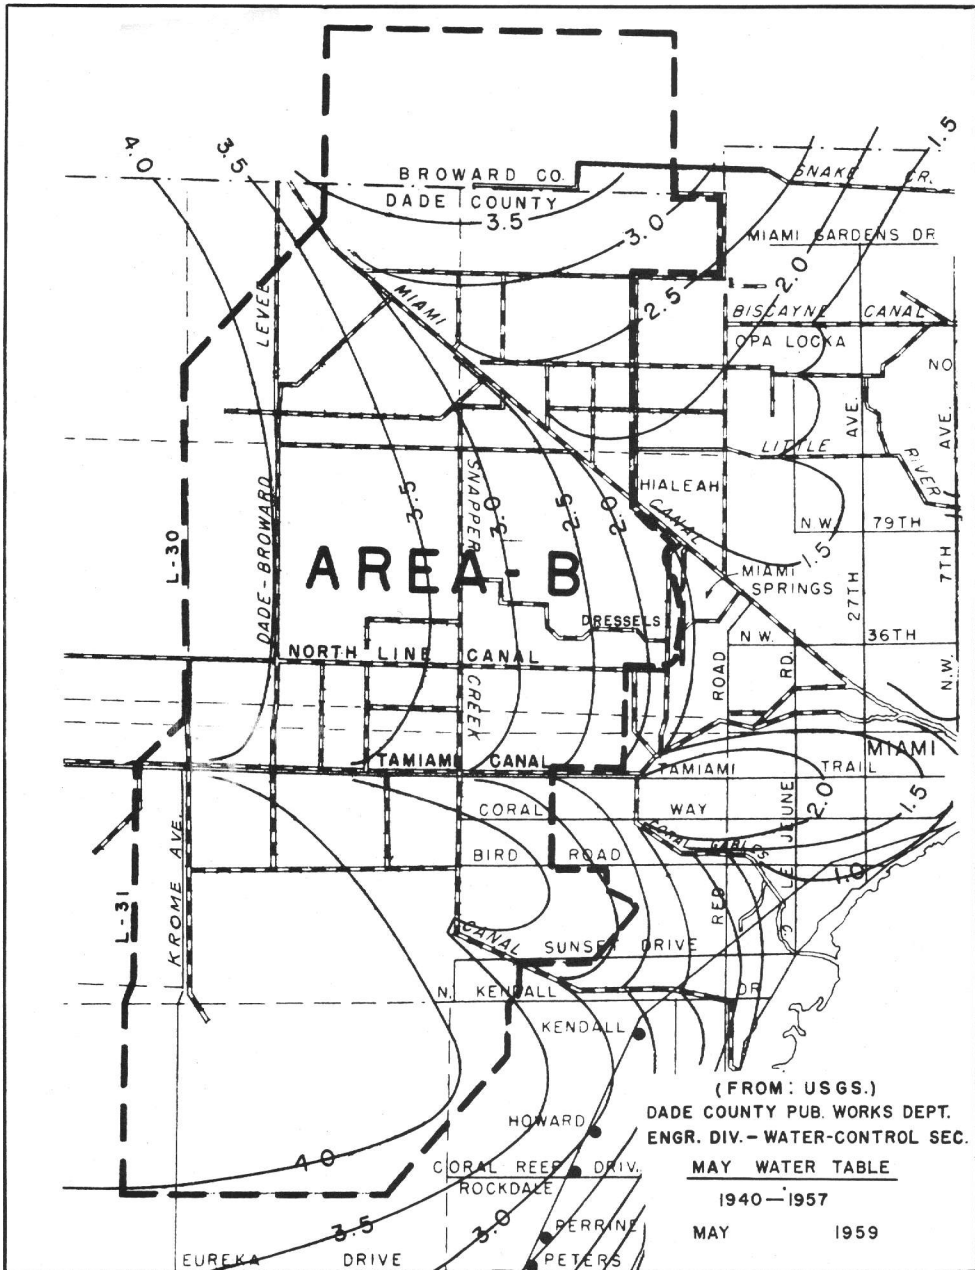 4.0
3.5
1.5
BROWARD CO.
DADE COUNTY
SNAKE CR.
3.5
3.0
MIAMI GARDENS DR
2.0
2.5
MIAMI
LEVEE
BISCAYNE CANAL
OPA LOCKA
NO.
AVE.
AVE.
LITTLE
RIVER
3.5
SNAPPER
3.0
2.5
2.0
HIALEAH
CANAL
N.W. 79TH
1.5
L-30
DADE-BROWARD
AREA-B
MIAMI
SPRINGS
27TH
7TH
DRESSELS
N.W. 36TH
NORTH LINE CANAL
ROAD
RD.
N.W.
CREEK
MIAMI
TAMIAMI CANAL
TAMIAMI TRAIL
CORAL WAY
2.0
1.5
CORAL GABLES
LE JEUNE
BIRD ROAD
1.0
KROME AVE.
L-31
RED
CANAL
SUNSET DRIVE
N. KENDALL DR
KENDALL
(FROM: USGS.)
HOWARD
DADE COUNTY PUB. WORKS DEPT.
ENGR. DIV.-WATER-CONTROL SEC.
4.0
CORAL REEF DRIV.
MAY WATER TABLE
ROCKDALE
1940-1957
3.5
3.0
PERRINE
MAY 1959
EUREKA DRIVE
PETERS